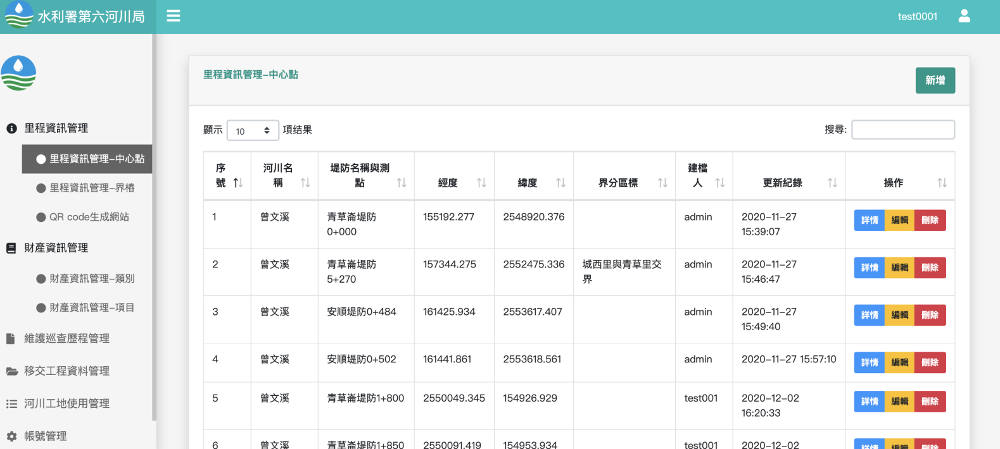 水利署第六河川局
test0001
里程資訊管理
里程資訊管理-中心點
里程資訊管理-界樁
QR code生成網站
財產資訊管理
財產資訊管理-類別
財產資訊管理-項目
維護巡查歷程管理
移交工程資料管理
河川工地使用管理
帳號管理
里程資訊管理-中心點
新增
顯示 10 項结果
搜尋:
序號 河川名稱 堤防名稱與測點 經度 緯度 界分區標 建檔人 更新紀錄 操作
1 曾文溪 青草崙堤防 155192.277 2548920.376 admin 2020-11-27 詳情 編輯 刪除
0+000 15:39:07
2 曾文溪 青草崙堤防 157344.275 2552475.336 城西里與青草里交 admin 2020-11-27 詳情 編輯 刪除
5+270 界 15:46:47
3 曾文溪 安順堤防0+484 161425.934 2553617.407 admin 2020-11-27 詳情 編輯 刪除
15:49:40
4 曾文溪 安順堤防0+502 161441.861 2553618.561 admin 2020-11-27 15:57:10 詳情 編輯 刪除
5 曾文溪 青草崙堤防1+800 2550049.345 154926.929 test001 2020-12-02 詳情 編輯 刪除
16:20:33
6 曾文溪 青草崙堤防1+850 2550091.419 154953.934 test001 2020-12-02 詳情 編輯 刪除